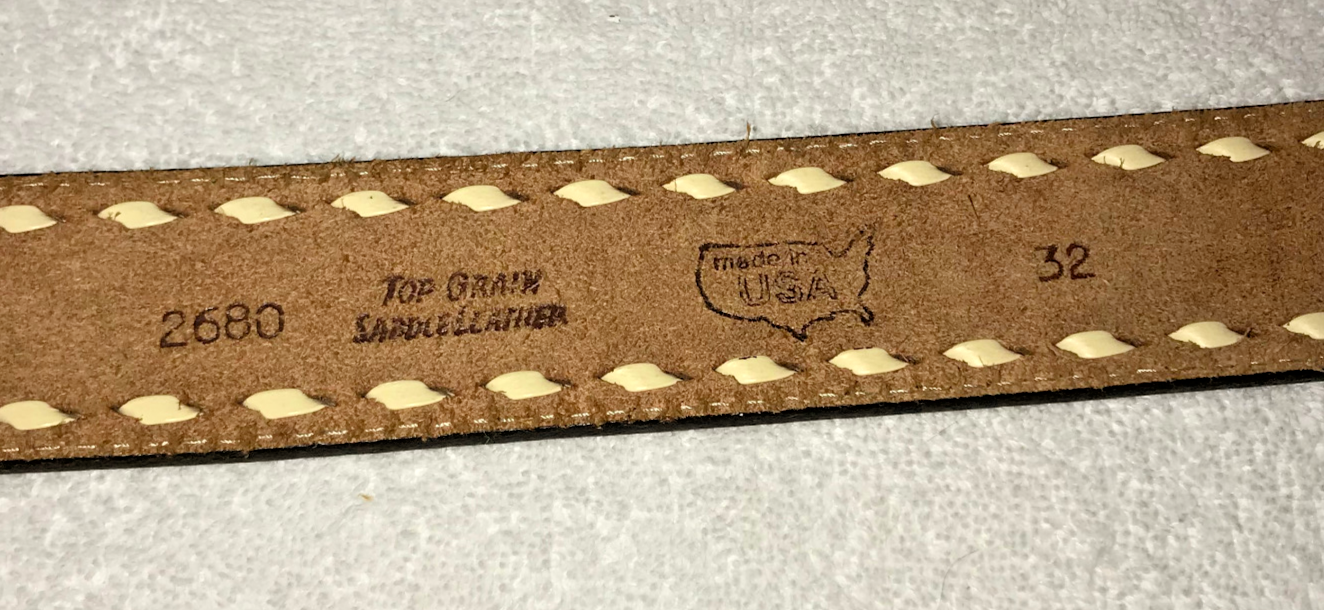 2680
TOP GRAIN
SADDLE LEATHER
made in
USA
32